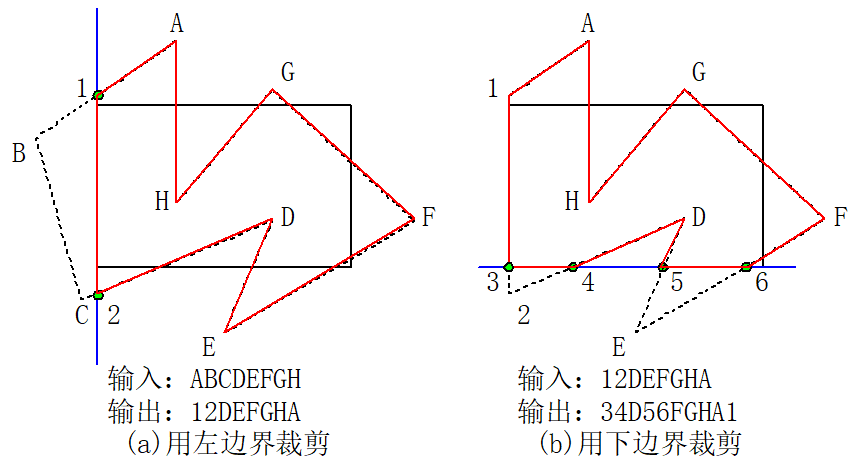 A
G
1
B
H
D
F
C
2
E
输入：ABCDEFGH
输出：12DEFGHA
(a)用左边界裁剪
A
G
1
H
D
F
3
4
5
6
2
E
输入：12DEFGHA
输出：34D56FGHA1
(b)用下边界裁剪